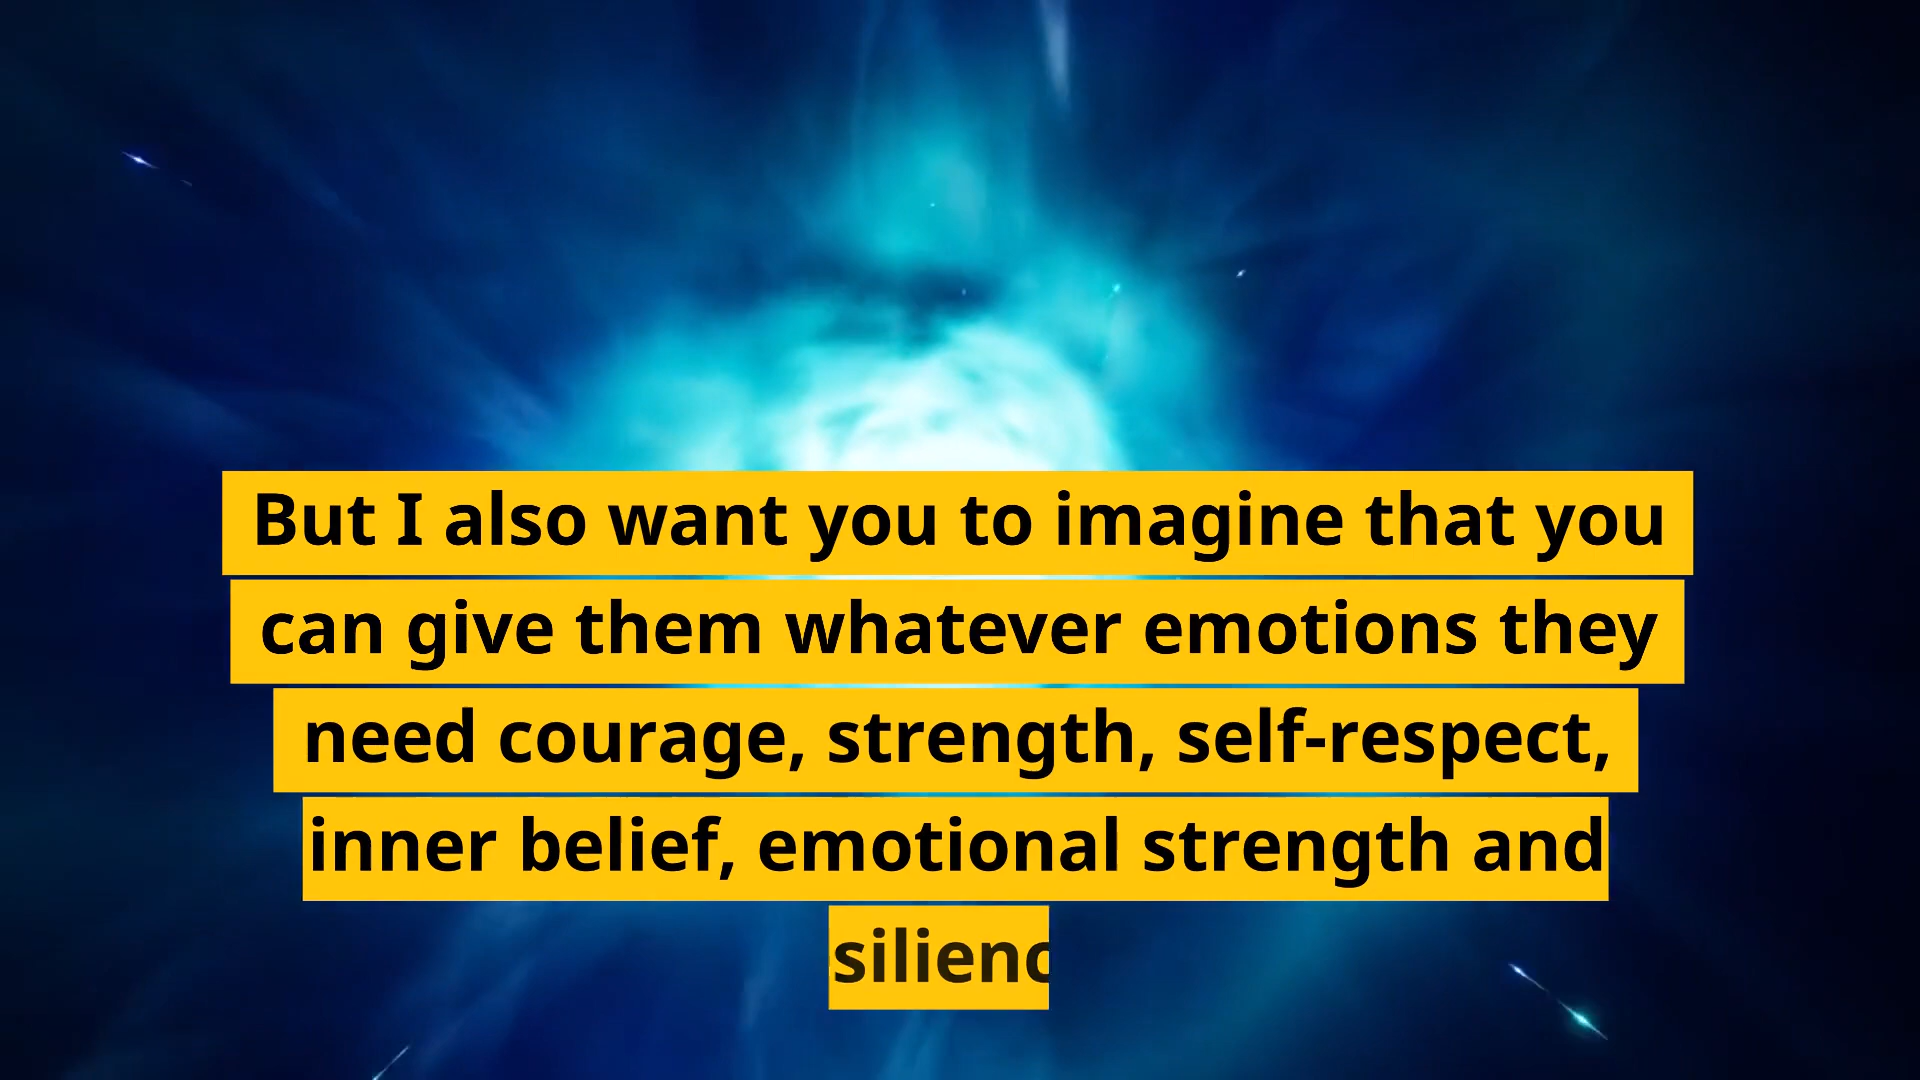 But I also want you to imagine that you
can give them whatever emotions they
need courage, strength, self-respect,
inner belief, emotional strength and